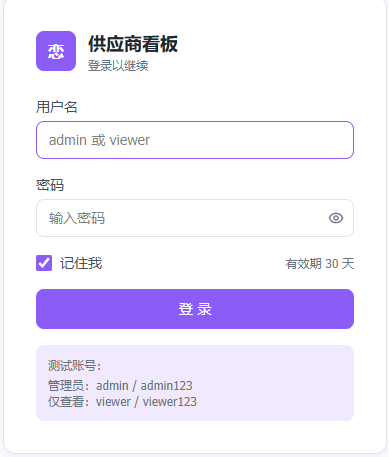 恋
供应商看板
登录以继续
用户名
admin 或 viewer
密码
输入密码
记住我
有效期 30 天
登 录
测试账号：
管理员：admin / admin123
仅查看：viewer / viewer123